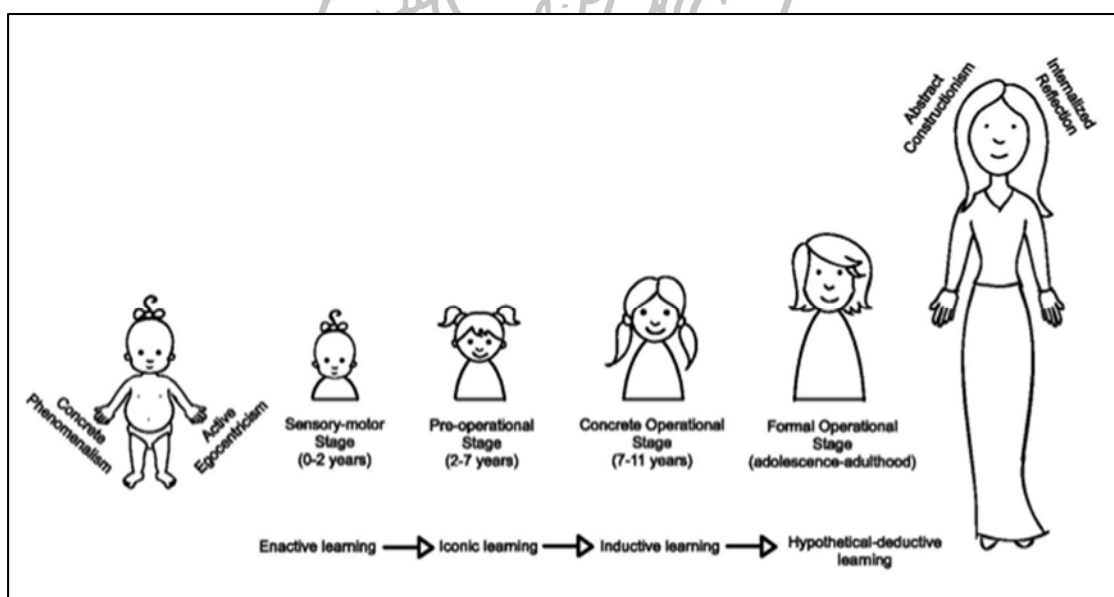 Abstract
Constructionism
Internalized
Reflection
Concrete
Phenomenalism
Active
Egocentricism
Sensory-motor
Stage
(0-2 years)
Pre-operational
Stage
(2-7 years)
Concrete Operational
Stage
(7-11 years)
Formal Operational
Stage
(adolescence-adulthood)
Enactive learning
Iconic learning
Inductive learning
Hypothetical-deductive
learning